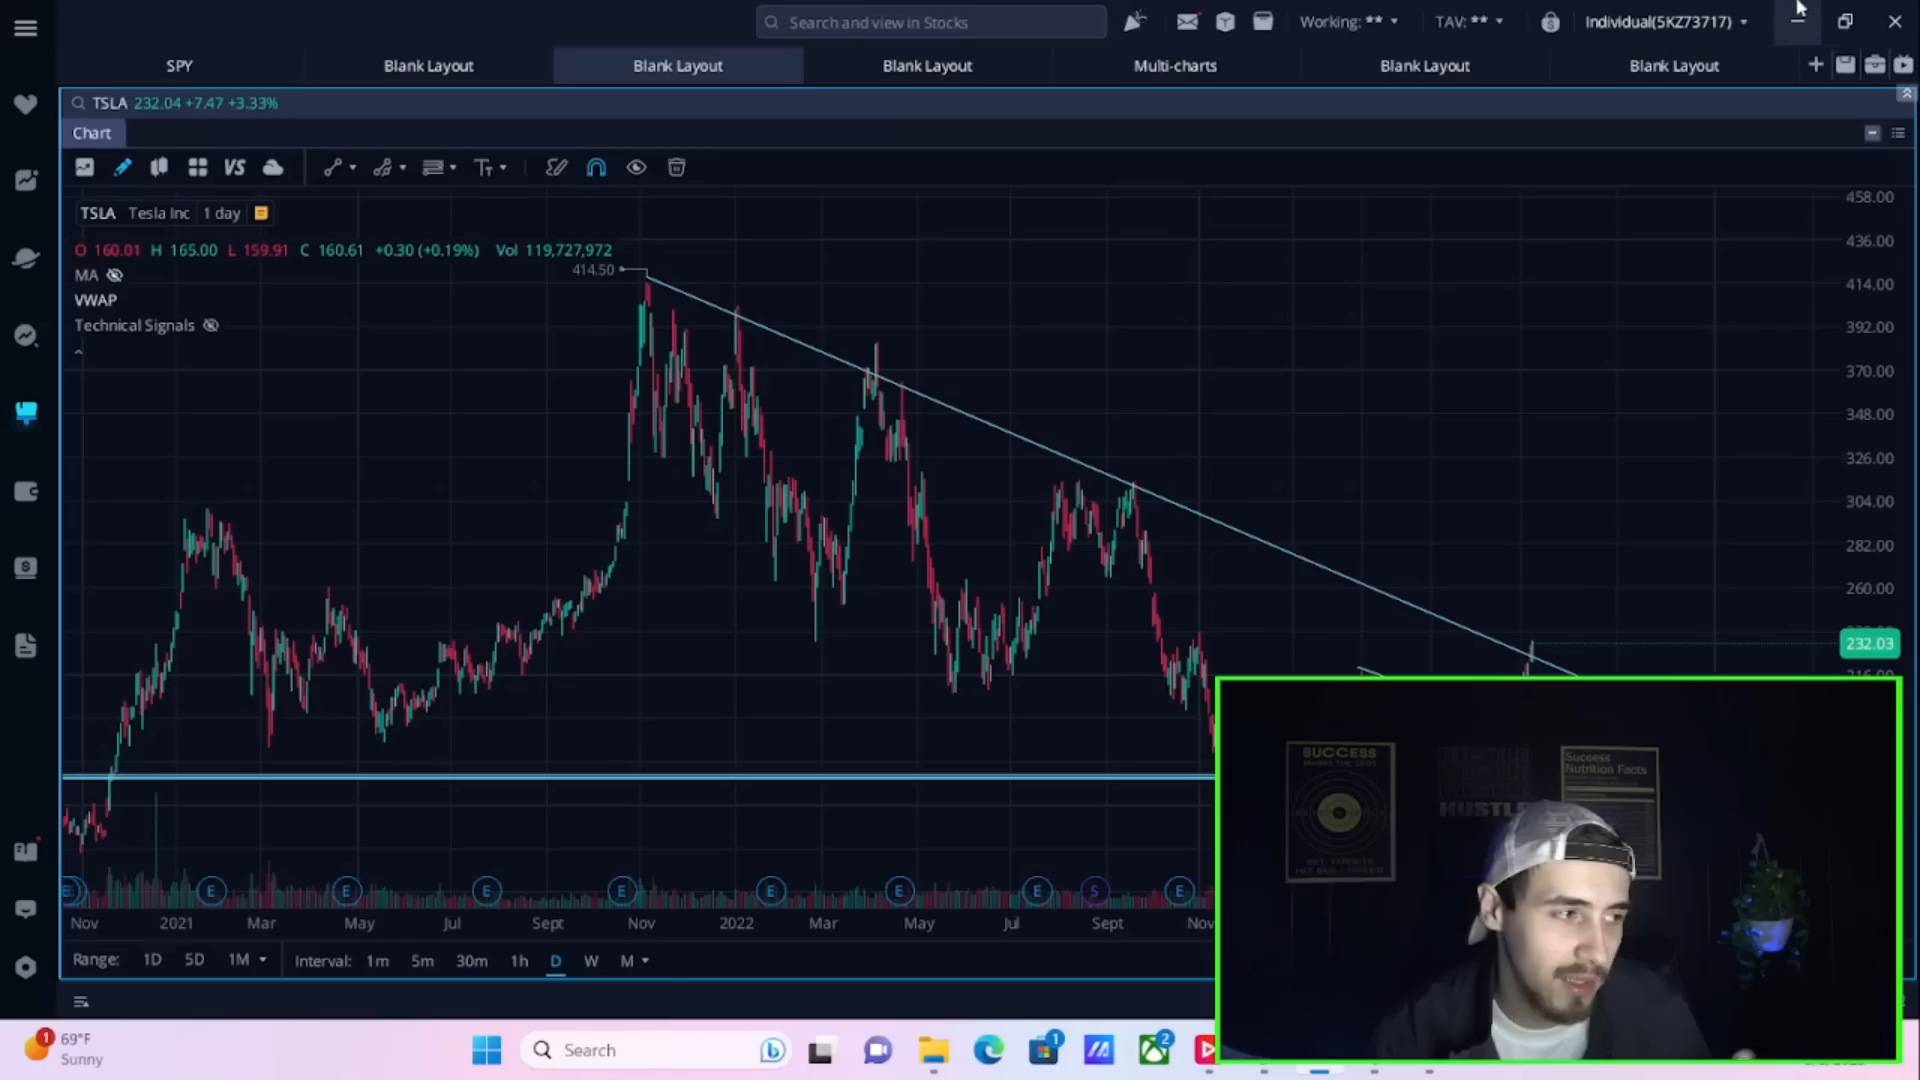 Search and view in Stocks
Working: ** TAV: ** Individual(5KZ73717)
SPY Blank Layout Blank Layout Blank Layout Multi-charts Blank Layout Blank Layout
TSLA 232.04 +7.47 +3.33%
Chart
VS
TSLA Tesla Inc 1 day
O 160.01 H 165.00 L 159.91 C 160.61 +0.30 (+0.19%) Vol 119,727,972
MA
VWAP
Technical Signals
414.50
458.00
436.00
414.00
392.00
370.00
348.00
326.00
304.00
282.00
260.00
232.03
E E E E E E E E S E
Nov 2021 Mar May Jul Sept Nov 2022 Mar May Jul Sept Nov
Range: 1D 5D 1M Interval: 1m 5m 30m 1h D W M
SUCCESS
HUSTLE
Success
Nutrition Facts
1
69°F
Sunny
Search
1
2